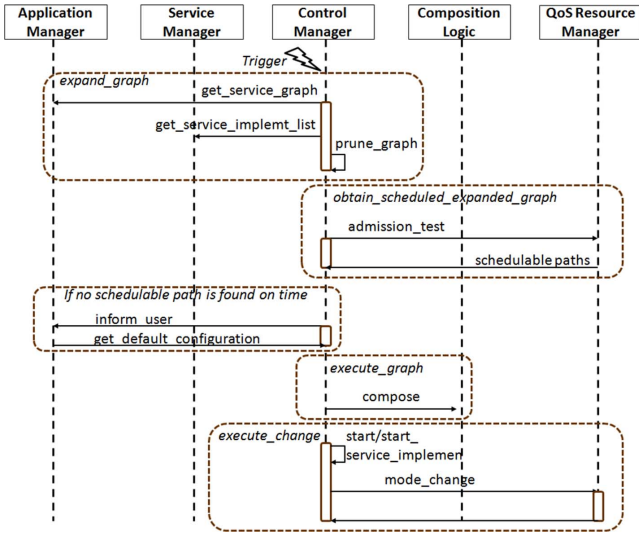 Application
Manager
Service
Manager
Control
Manager
Composition
Logic
QoS Resource
Manager
Trigger
expand_graph
get_service_graph
get_service_implemt_list
prune_graph
obtain_scheduled_expanded_graph
admission_test
schedulable paths
If no schedulable path is found on time
inform_user
get_default_configuration
execute_graph
compose
execute_change
start/start_
service_implemen
mode_change